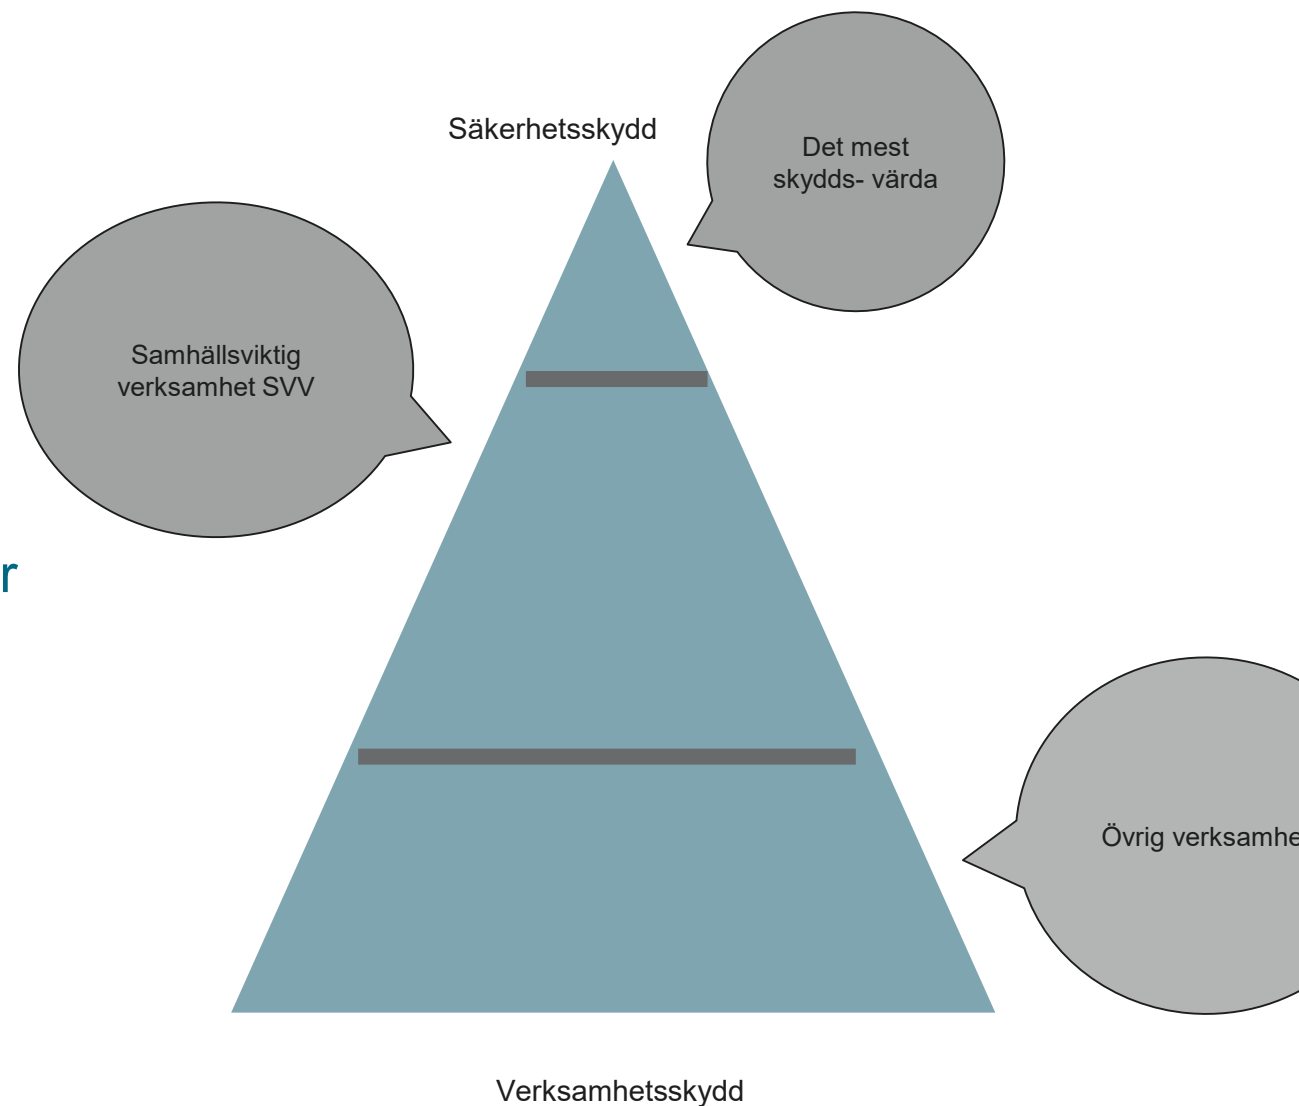 Säkerhetsskydd
Det mest
skydds- värda
Samhällsviktig
verksamhet SVV
r
Övrig verksamhe
Verksamhetsskydd